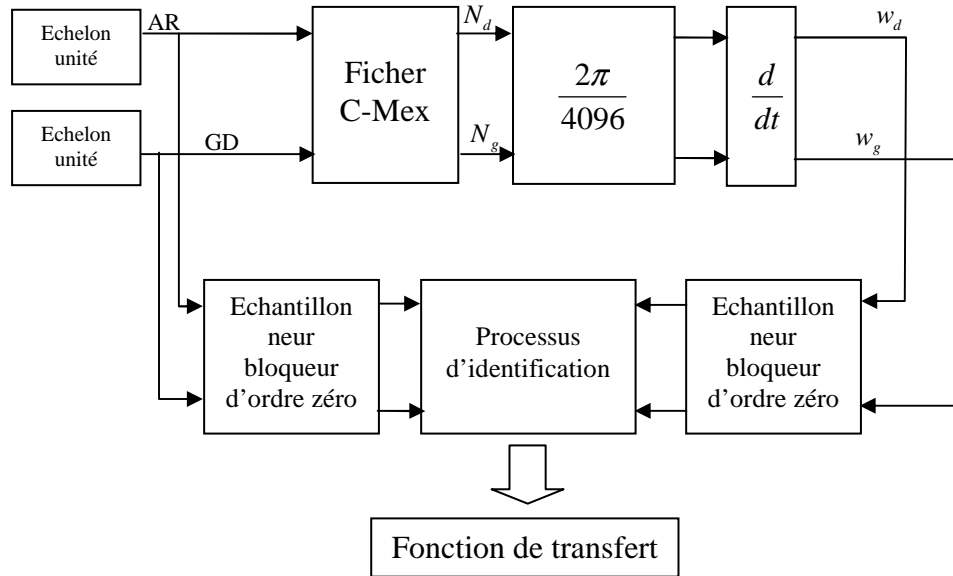 Echelon
unité
AR
Echelon
unité
GD
Ficher
C-Mex
N_d
N_g
2π
4096
d
dt
w_d
w_g
Echantillon
neur
bloqueur
d’ordre zéro
Processus
d’identification
Echantillon
neur
bloqueur
d’ordre zéro
Fonction de transfert